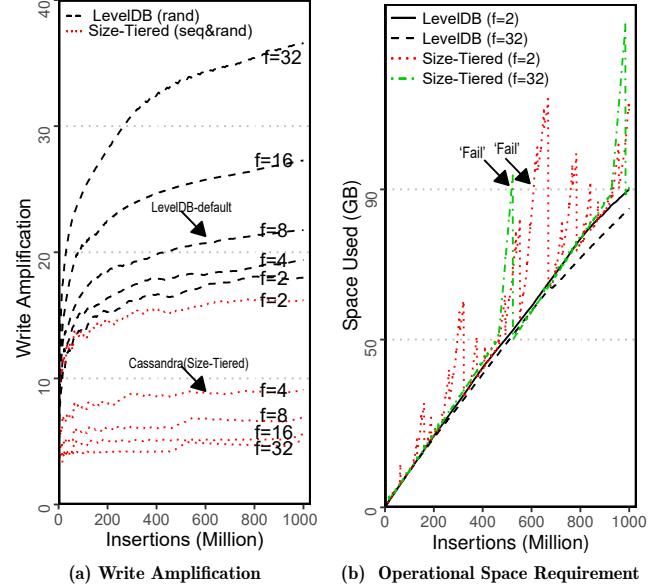 LevelDB (rand)
Size-Tiered (seq&rand)
f=32
f=16
LevelDB-default
f=8
f=4
f=2
f=2
Cassandra(Size-Tiered)
f=4
f=8
f=16
f=32
Write Amplification
0
10
20
30
40
0 200 400 600 800 1000
Insertions (Million)
(a) Write Amplification
LevelDB (f=2)
LevelDB (f=32)
Size-Tiered (f=2)
Size-Tiered (f=32)
'Fail' 'Fail'
Space Used (GB)
0
50
90
0 200 400 600 800 1000
Insertions (Million)
(b) Operational Space Requirement